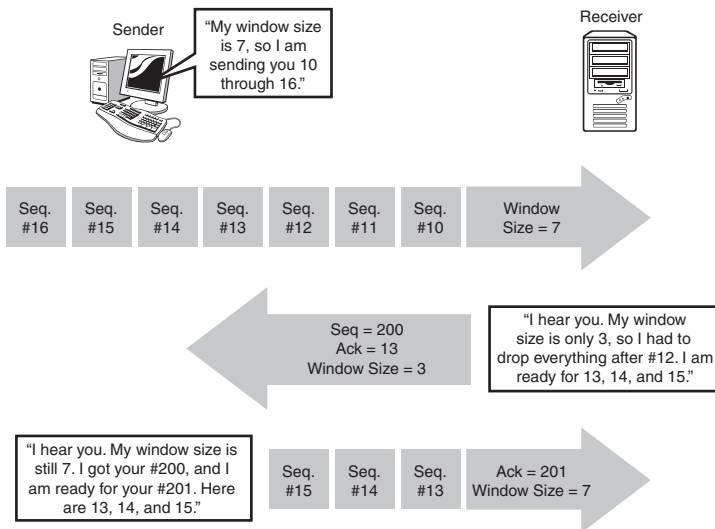 Sender
“My window size
is 7, so I am
sending you 10
through 16.”
Receiver
Seq.
#16
Seq.
#15
Seq.
#14
Seq.
#13
Seq.
#12
Seq.
#11
Seq.
#10
Window
Size = 7
Seq = 200
Ack = 13
Window Size = 3
“I hear you. My window
size is only 3, so I had to
drop everything after #12. I am
ready for 13, 14, and 15.”
“I hear you. My window size is
still 7. I got your #200, and I
am ready for your #201. Here
are 13, 14, and 15.”
Seq.
#15
Seq.
#14
Seq.
#13
Ack = 201
Window Size = 7